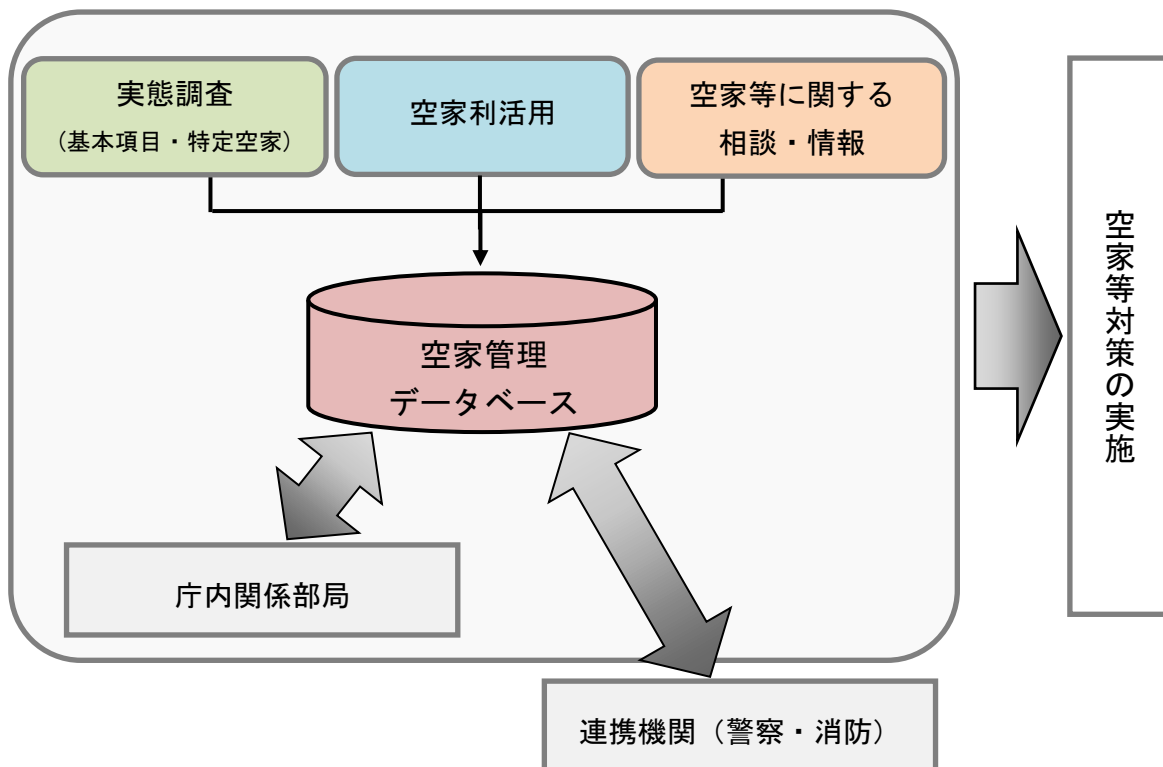 実態調査
（基本項目・特定空家）
空家利活用
空家等に関する
相談・情報
空家管理
データベース
空家等対策の実施
庁内関係部局
連携機関（警察・消防）